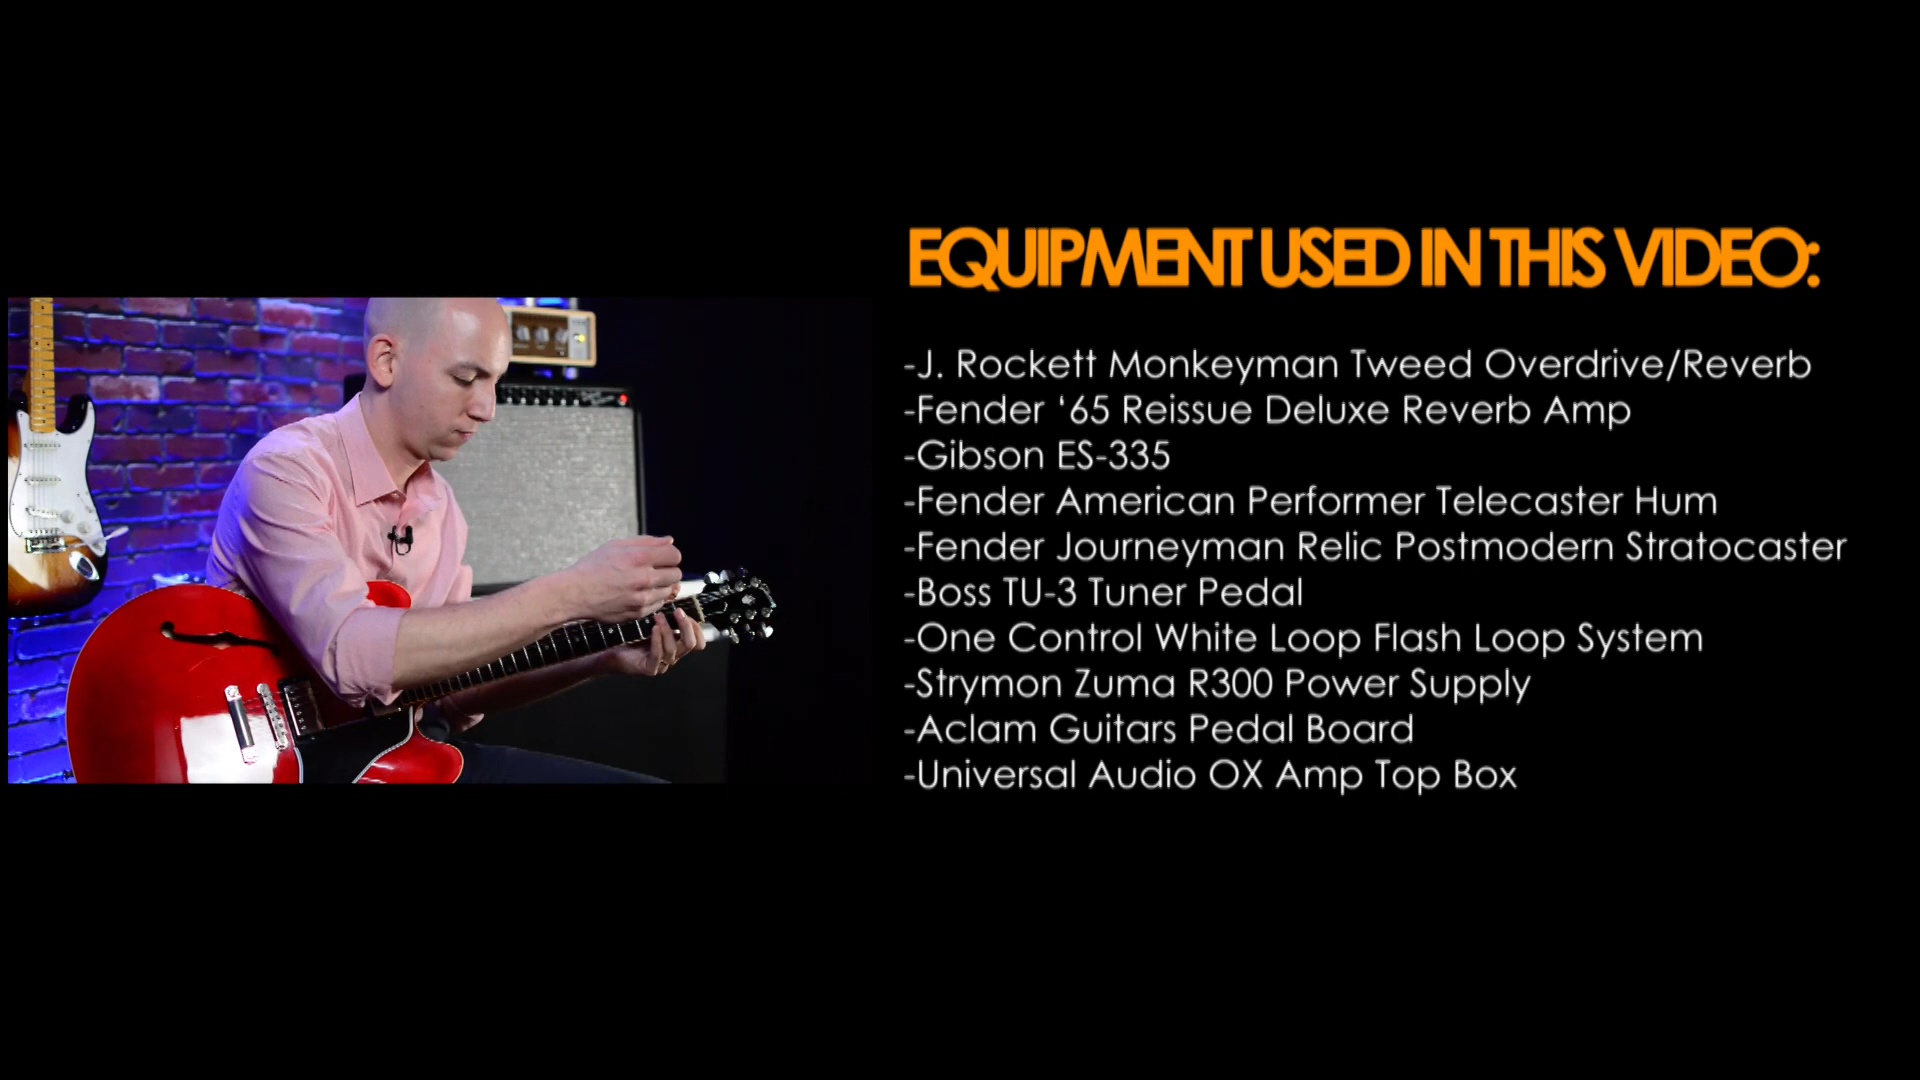 EQUIPMENT USED IN THIS VIDEO:
-J. Rockett Monkeyman Tweed Overdrive/Reverb
-Fender ‘65 Reissue Deluxe Reverb Amp
-Gibson ES-335
-Fender American Performer Telecaster Hum
-Fender Journeyman Relic Postmodern Stratocaster
-Boss TU-3 Tuner Pedal
-One Control White Loop Flash Loop System
-Strymon Zuma R300 Power Supply
-Aclam Guitars Pedal Board
-Universal Audio OX Amp Top Box